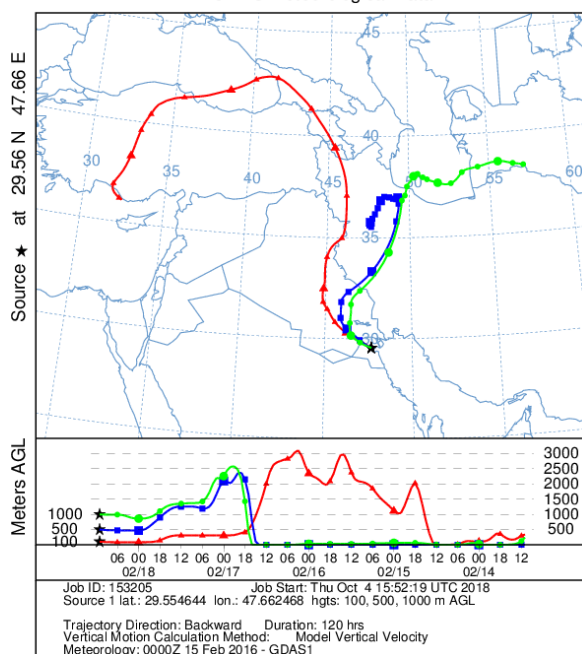 45
40
30
35
40
45
50
55
60
35
30
Source ★ at 29.56 N 47.66 E
Meters AGL
3000
2500
2000
1500
1000
500
1000
500
100
06 00 18 12 06 00 18 12 06 00 18 12 06 00 18 12 06 00 18 12
02/18 02/17 02/16 02/15 02/14
Job ID: 153205 Job Start: Thu Oct 4 15:52:19 UTC 2018
Source 1 lat.: 29.554644 lon.: 47.662468 hgts: 100, 500, 1000 m AGL
Trajectory Direction: Backward Duration: 120 hrs
Vertical Motion Calculation Method: Model Vertical Velocity
Meteorology: 0000Z 15 Feb 2016 - GDAS1